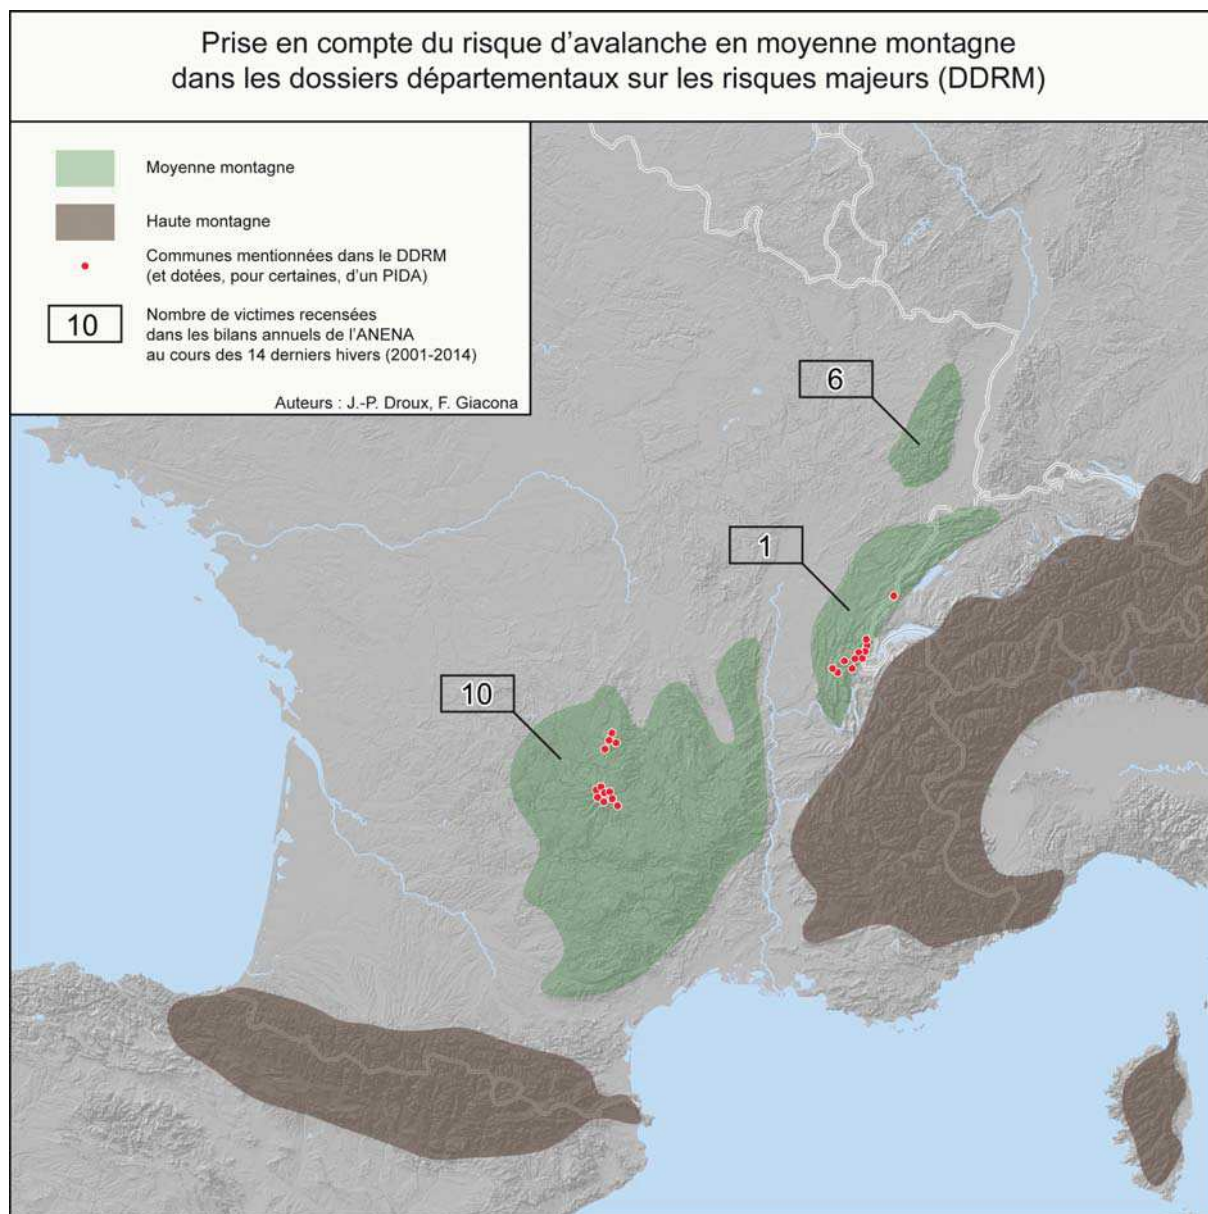 Prise en compte du risque d’avalanche en moyenne montagne
dans les dossiers départementaux sur les risques majeurs (DDRM)
Moyenne montagne
Haute montagne
Communes mentionnées dans le DDRM
(et dotées, pour certaines, d’un PIDA)
10
Nombre de victimes recensées
dans les bilans annuels de l’ANENA
au cours des 14 derniers hivers (2001-2014)
Auteurs : J.-P. Droux, F. Giacona
6
1
10